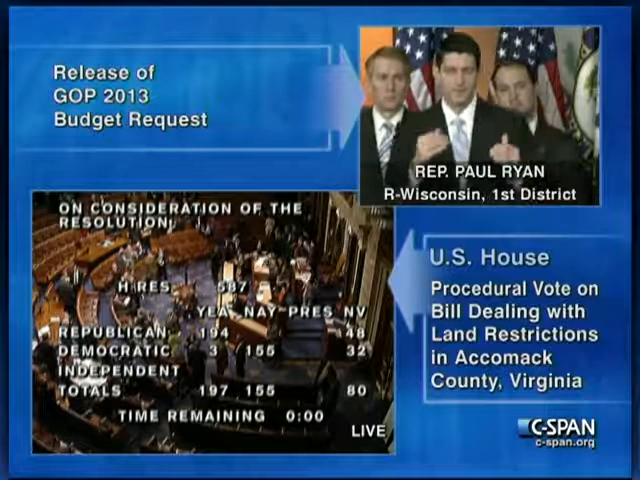 Release of
GOP 2013
Budget Request
REP. PAUL RYAN
R-Wisconsin, 1st District
ON CONSIDERATION OF THE
RESOLUTION
H RES 587
YEA NAY PRES NV
REPUBLICAN 194 48
DEMOCRATIC 3 155 32
INDEPENDENT
TOTALS 197 155 80
TIME REMAINING 0:00
LIVE
U.S. House
Procedural Vote on
Bill Dealing with
Land Restrictions
in Accomack
County, Virginia
C-SPAN
c-span.org